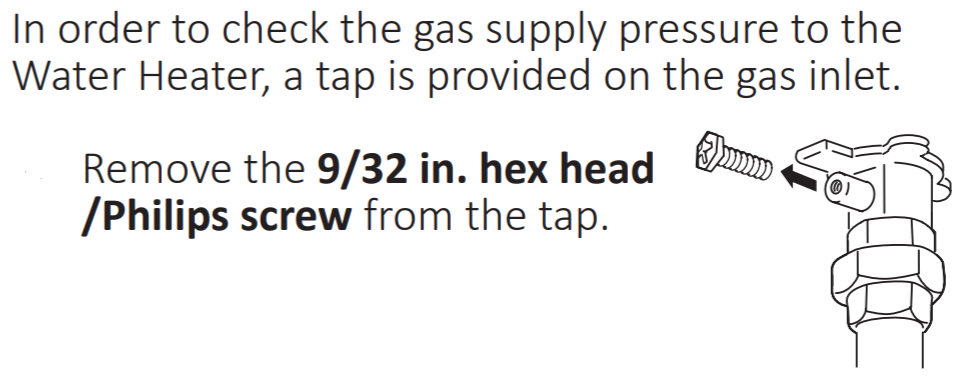 In order to check the gas supply pressure to the
Water Heater, a tap is provided on the gas inlet.
Remove the 9/32 in. hex head
/Philips screw from the tap.